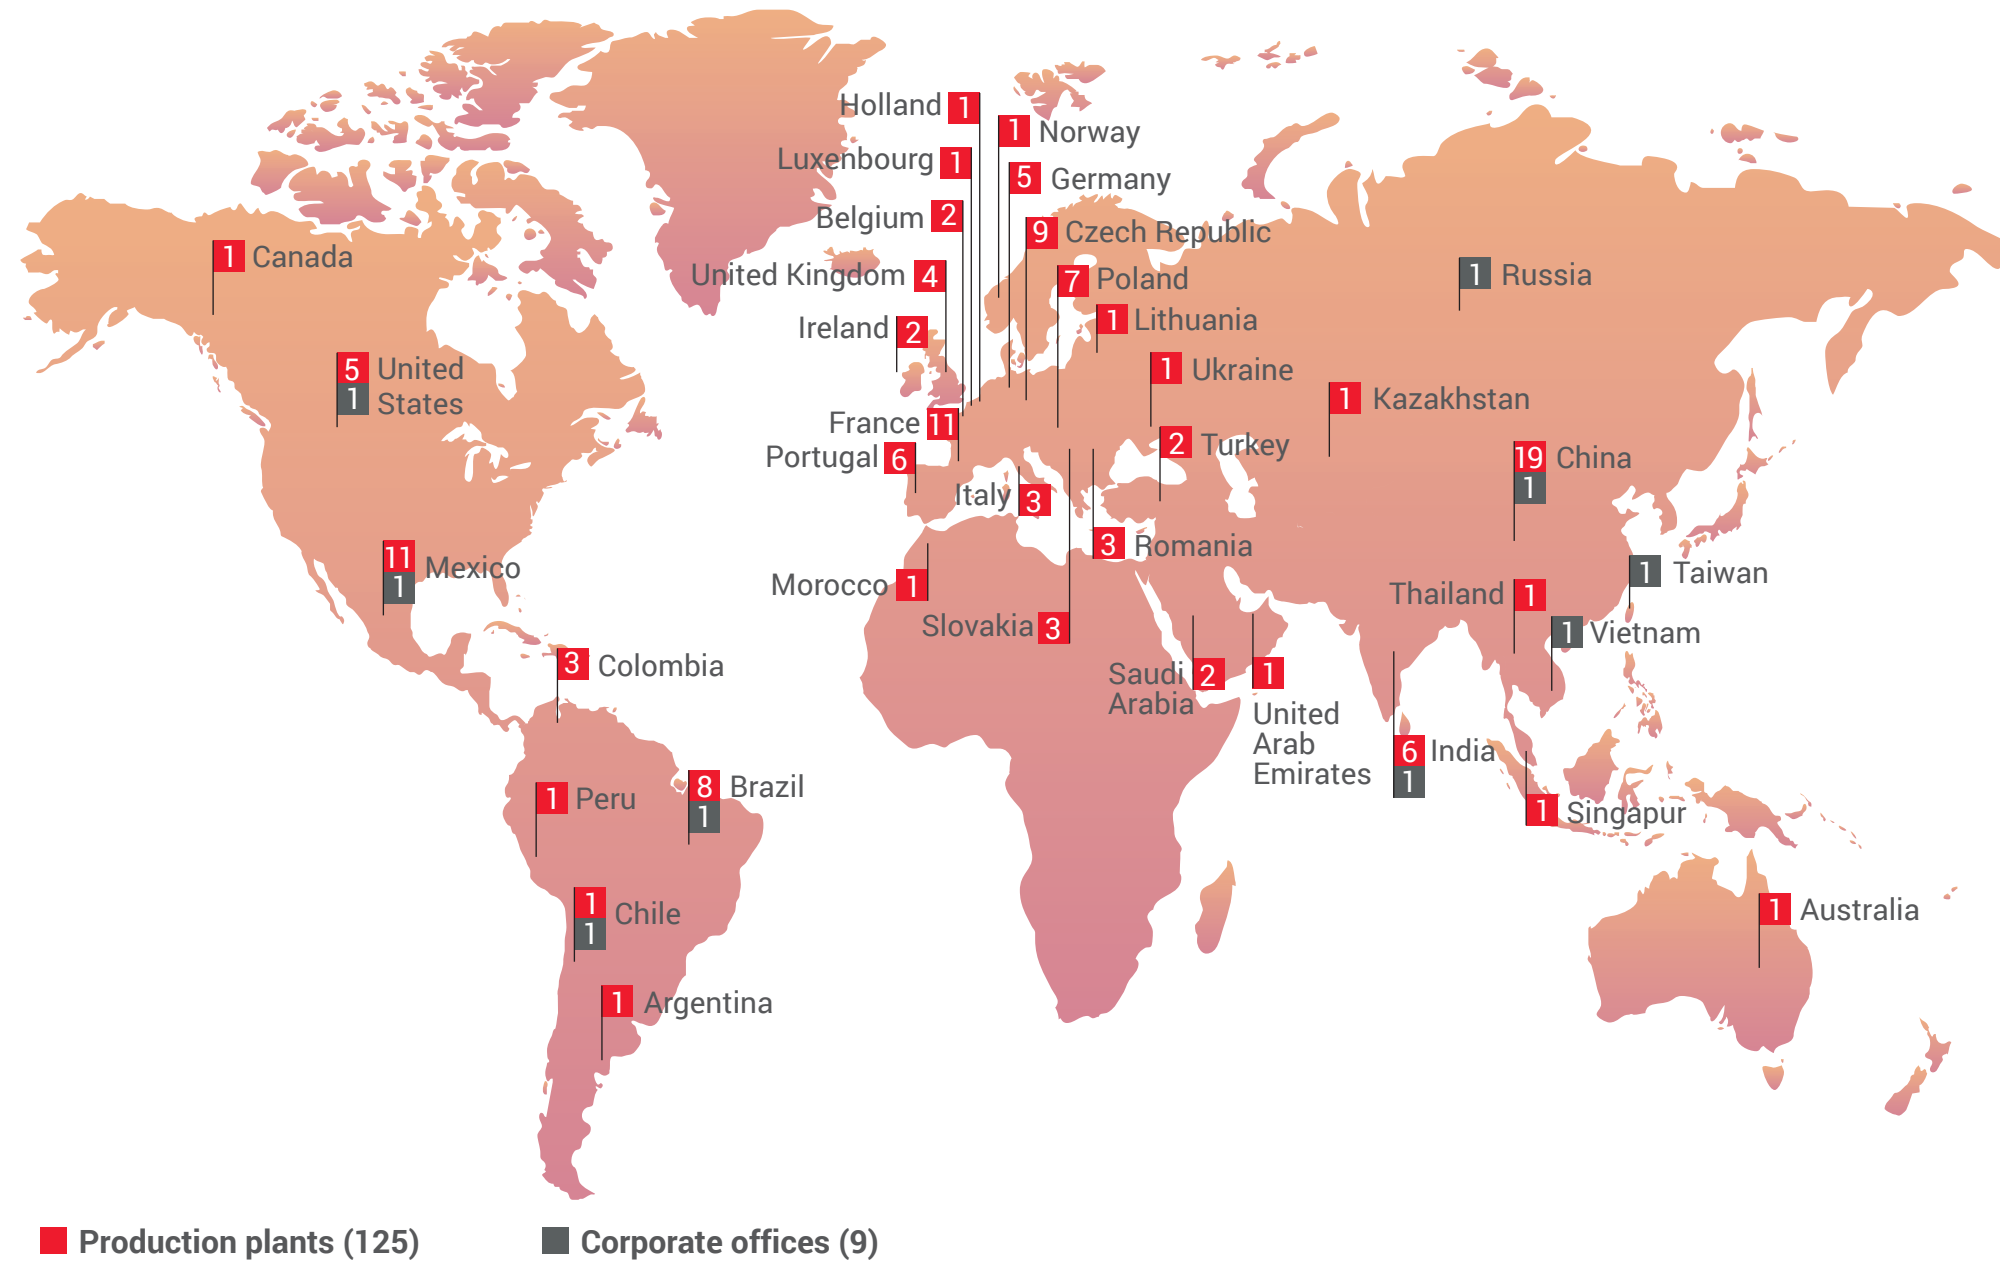 Holland 1
1 Norway
Luxenbourg 1
5 Germany
Belgium 2
9 Czech Republic
1 Canada
United Kingdom 4
7 Poland
1 Russia
Ireland 2
1 Lithuania
5 United
1 States
1 Ukraine
1 Kazakhstan
France 11
2 Turkey
Portugal 6
19 China
1
Italy 3
11 Mexico
1
3 Romania
Morocco 1
1 Taiwan
Thailand 1
Slovakia 3
1 Vietnam
3 Colombia
Saudi 2
Arabia
1
United
Arab
Emirates
6 India
1
8 Brazil
1
1 Peru
1 Singapur
1 Chile
1
1 Australia
1 Argentina
Production plants (125)
Corporate offices (9)